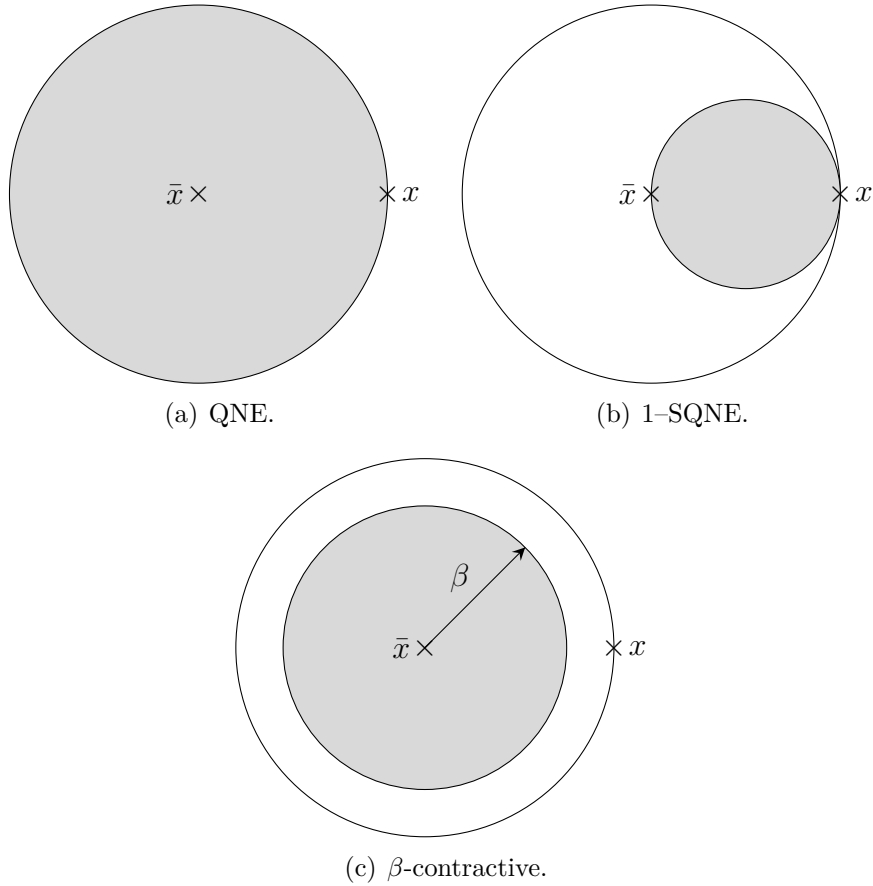 x̄ x
x̄ x
(a) QNE.
(b) 1–SQNE.
β
x̄ x
(c) β-contractive.